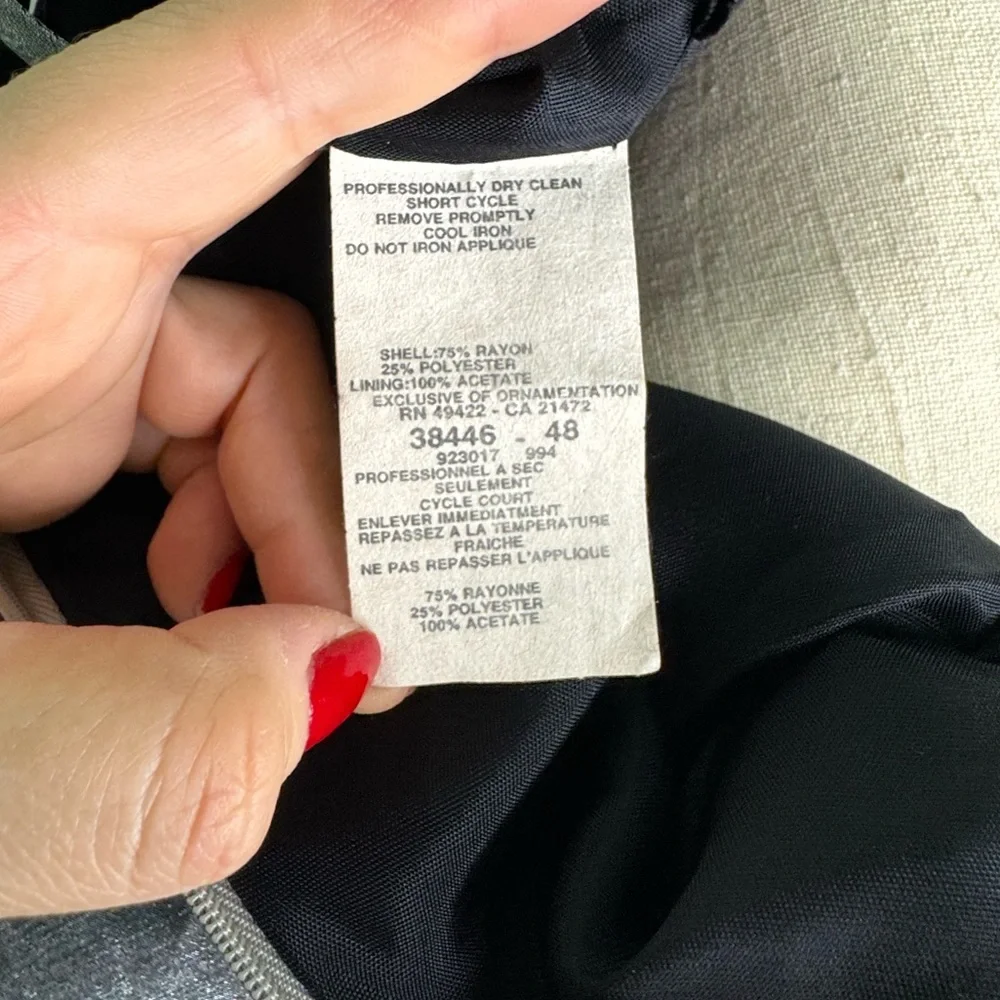 PROFESSIONALLY DRY CLEAN
SHORT CYCLE
REMOVE PROMPTLY
COOL IRON
DO NOT IRON APPLIQUE
SHELL:75% RAYON
25% POLYESTER
LINING:100% ACETATE
EXCLUSIVE OF ORNAMENTATION
RN 49422 - CA 21472
38446 - 48
923017 994
PROFESSIONNEL A SEC
SEULEMENT
CYCLE COURT
ENLEVER IMMEDIATMENT
REPASSEZ A LA TEMPERATURE
FRAICHE
NE PAS REPASSER L'APPLIQUE
75% RAYONNE
25% POLYESTER
100% ACETATE